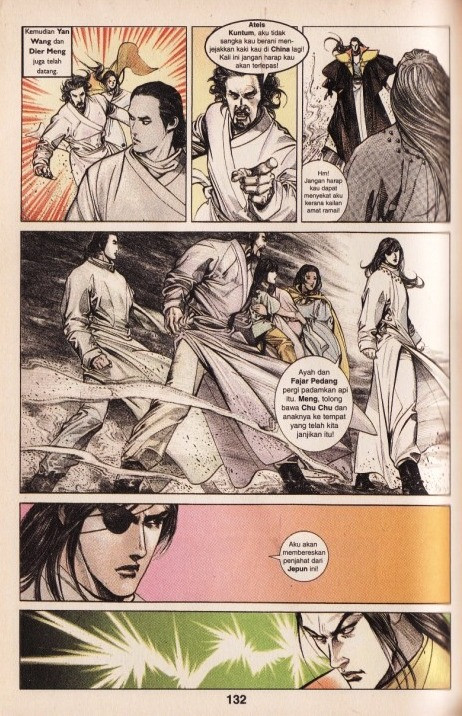 Kemudian Yan
Wang dan
Dier Meng
juga telah
datang.
Ateis
Kuntum, aku tidak
sangka kau berani men-
jejakkan kaki kau di China lagi!
Kali ini jangan harap kau
akan terlepas!
Hm!
Jangan harap
kau dapat
menyekat aku
kerana kalian
amat ramai!
Ayah dan
Fajar Pedang
pergi padamkan api
itu. Meng, tolong
bawa Chu Chu dan
anaknya ke tempat
yang telah kita
janjikan itu!
Aku akan
membereskan
penjahat dari
Jepun ini!
132